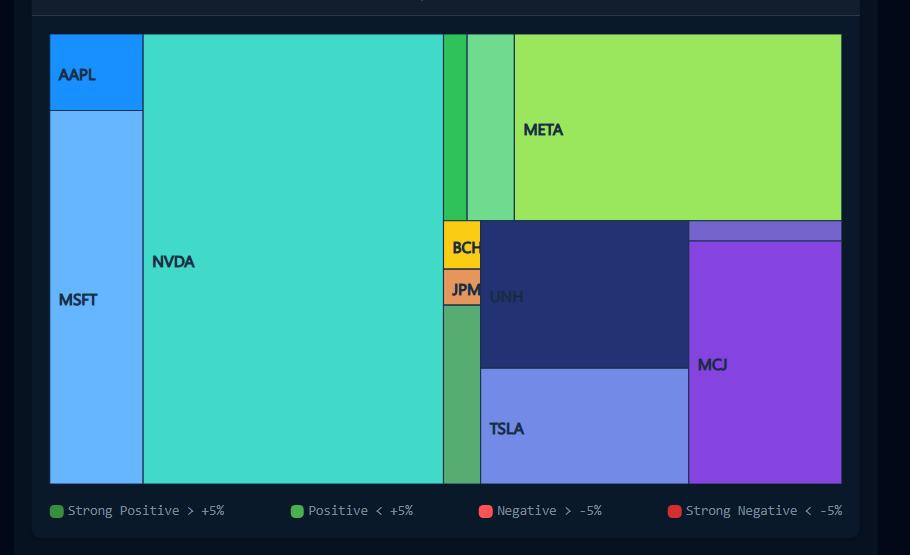 AAPL
META
BCH
NVDA
JPM
UNH
MSFT
MCJ
TSLA
Strong Positive > +5%
Positive < +5%
Negative > -5%
Strong Negative < -5%